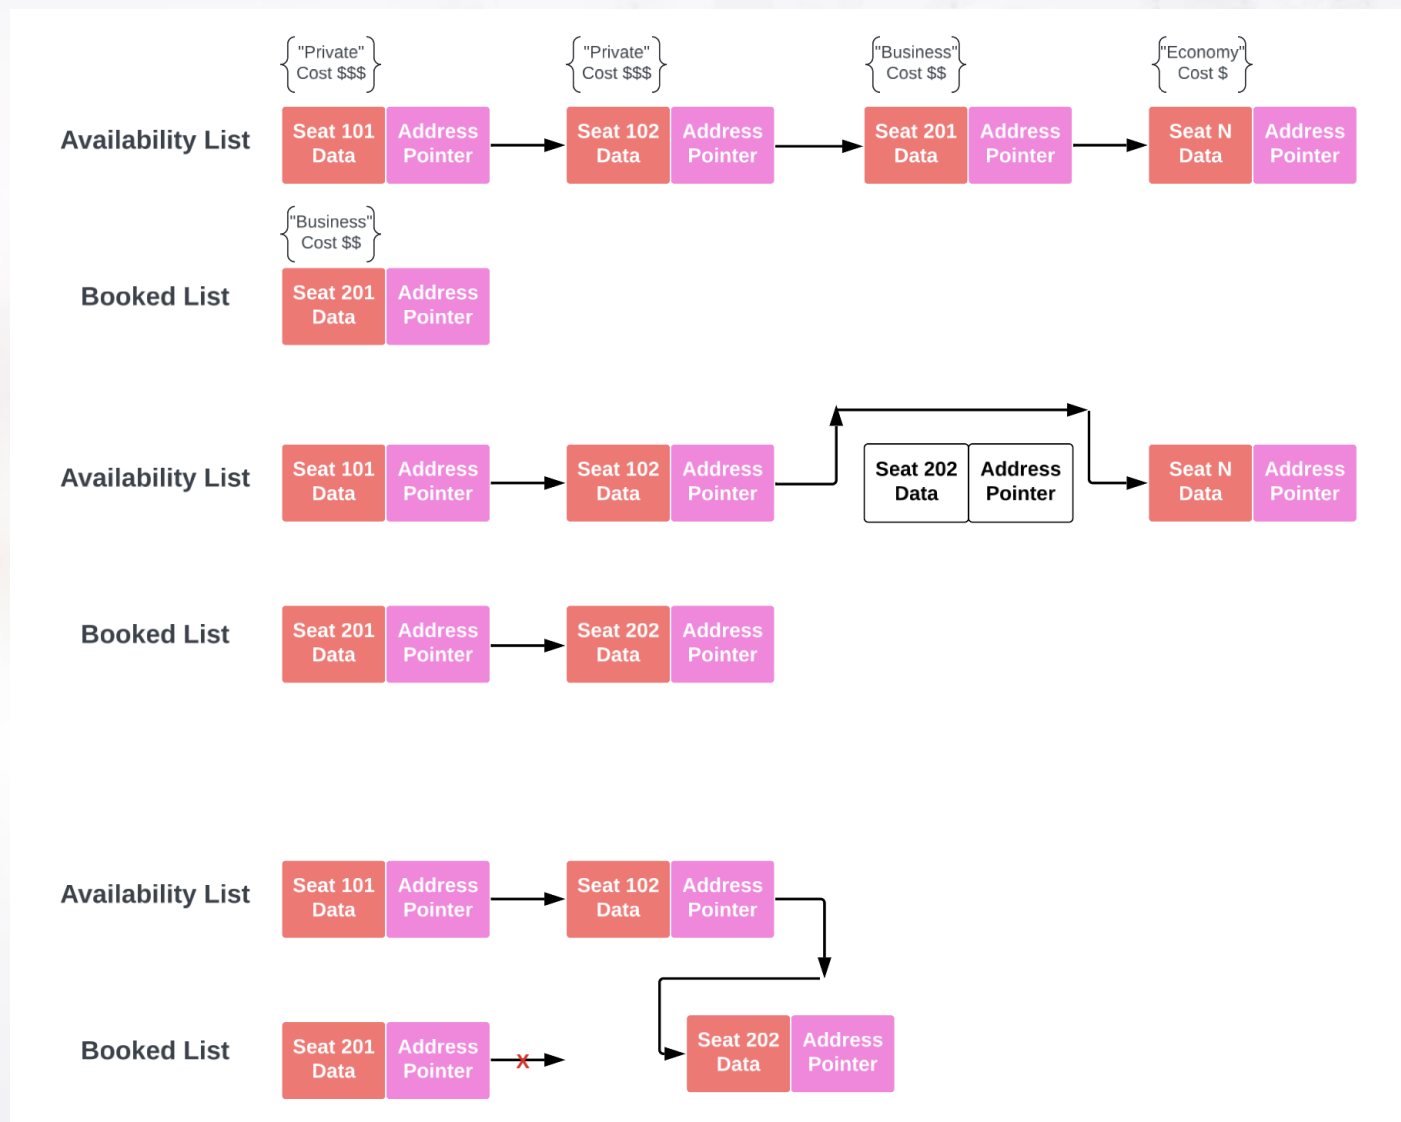 "Private"
Cost $$$
"Private"
Cost $$$
"Business"
Cost $$
"Economy"
Cost $
Availability List
Seat 101
Data
Address
Pointer
Seat 102
Data
Address
Pointer
Seat 201
Data
Address
Pointer
Seat N
Data
Address
Pointer
"Business"
Cost $$
Booked List
Seat 201
Data
Address
Pointer
Availability List
Seat 101
Data
Address
Pointer
Seat 102
Data
Address
Pointer
Seat 202
Data
Address
Pointer
Seat N
Data
Address
Pointer
Booked List
Seat 201
Data
Address
Pointer
Seat 202
Data
Address
Pointer
Availability List
Seat 101
Data
Address
Pointer
Seat 102
Data
Address
Pointer
Booked List
Seat 201
Data
Address
Pointer
X
Seat 202
Data
Address
Pointer